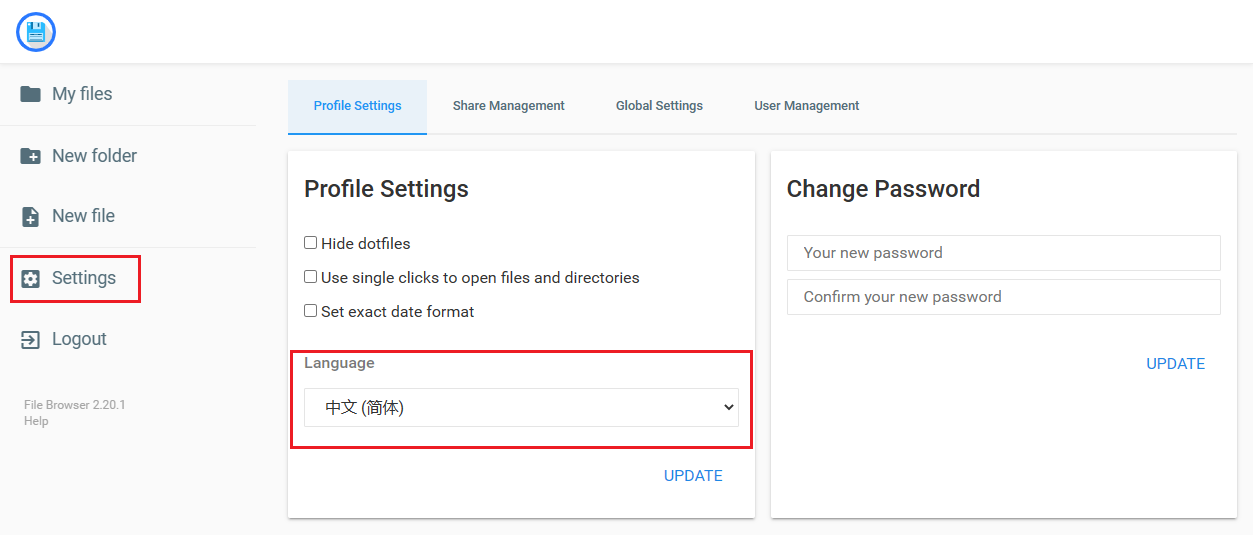 My files
New folder
New file
Settings
Logout
File Browser 2.20.1
Help
Profile Settings
Share Management
Global Settings
User Management
Profile Settings
Hide dotfiles
Use single clicks to open files and directories
Set exact date format
Language
中文 (简体)
UPDATE
Change Password
Your new password
Confirm your new password
UPDATE